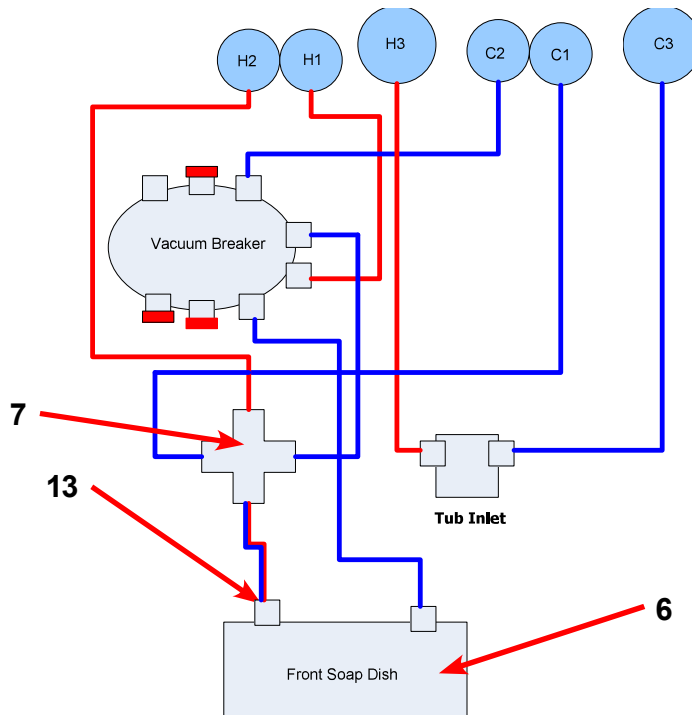 H2
H1
H3
C2
C1
C3
Vacuum Breaker
7
13
Tub Inlet
6
Front Soap Dish